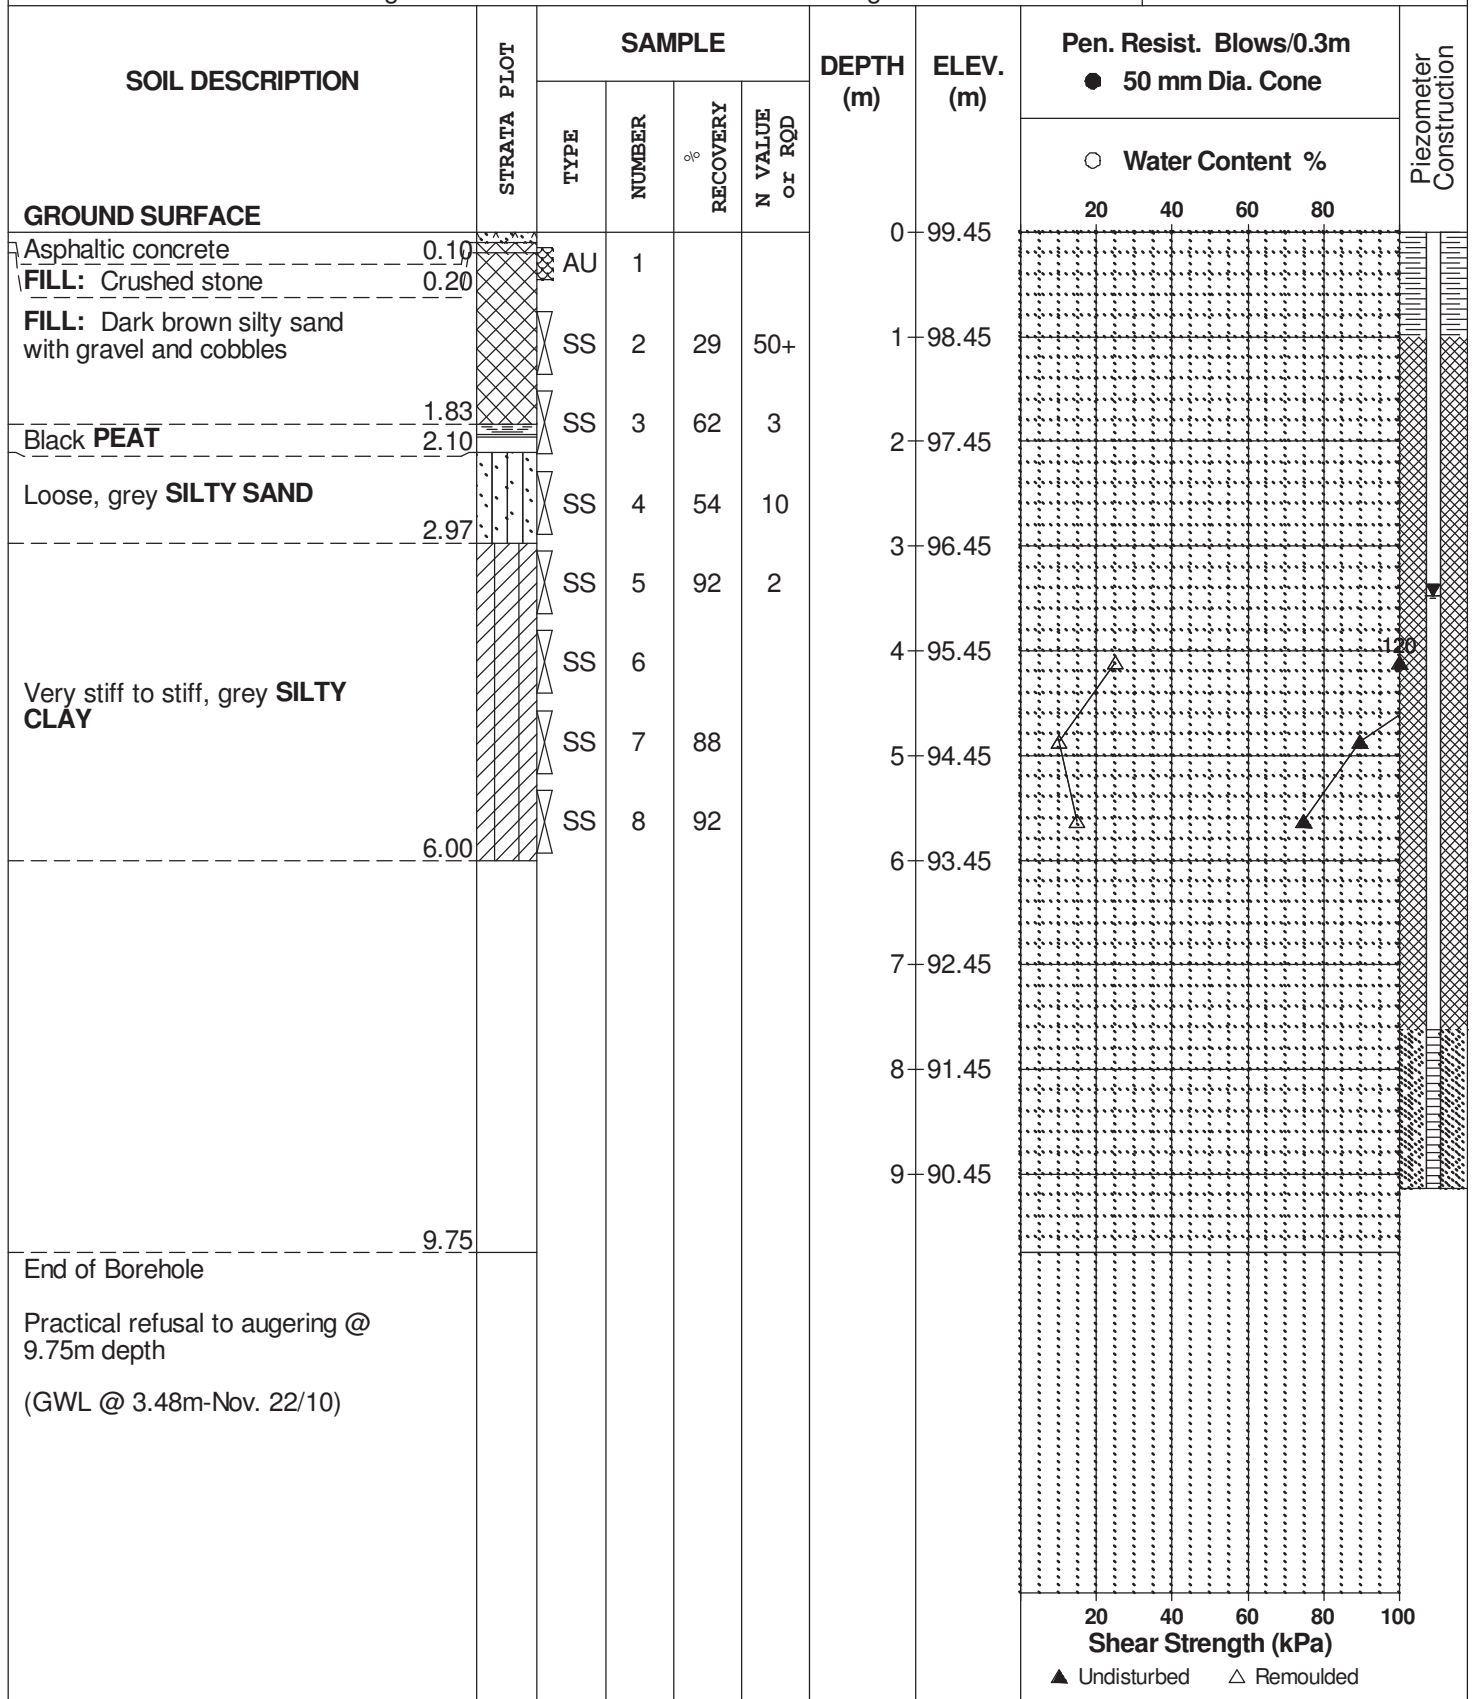 SOIL DESCRIPTION
STRATA PLOT
SAMPLE
TYPE
NUMBER
% RECOVERY
N VALUE or RQD
DEPTH (m)
ELEV. (m)
Pen. Resist. Blows/0.3m
● 50 mm Dia. Cone
○ Water Content %
20 40 60 80
Piezometer Construction
GROUND SURFACE
0 99.45
Asphaltic concrete 0.10
AU 1
FILL: Crushed stone 0.20
FILL: Dark brown silty sand
with gravel and cobbles
SS 2 29 50+
1 98.45
1.83
SS 3 62 3
Black PEAT 2.10
2 97.45
Loose, grey SILTY SAND
SS 4 54 10
2.97
3 96.45
SS 5 92 2
4 95.45
120
SS 6
Very stiff to stiff, grey SILTY
CLAY
SS 7 88
5 94.45
SS 8 92
6.00
6 93.45
7 92.45
8 91.45
9 90.45
9.75
End of Borehole
Practical refusal to augering @
9.75m depth
(GWL @ 3.48m-Nov. 22/10)
20 40 60 80 100
Shear Strength (kPa)
▲ Undisturbed △ Remoulded